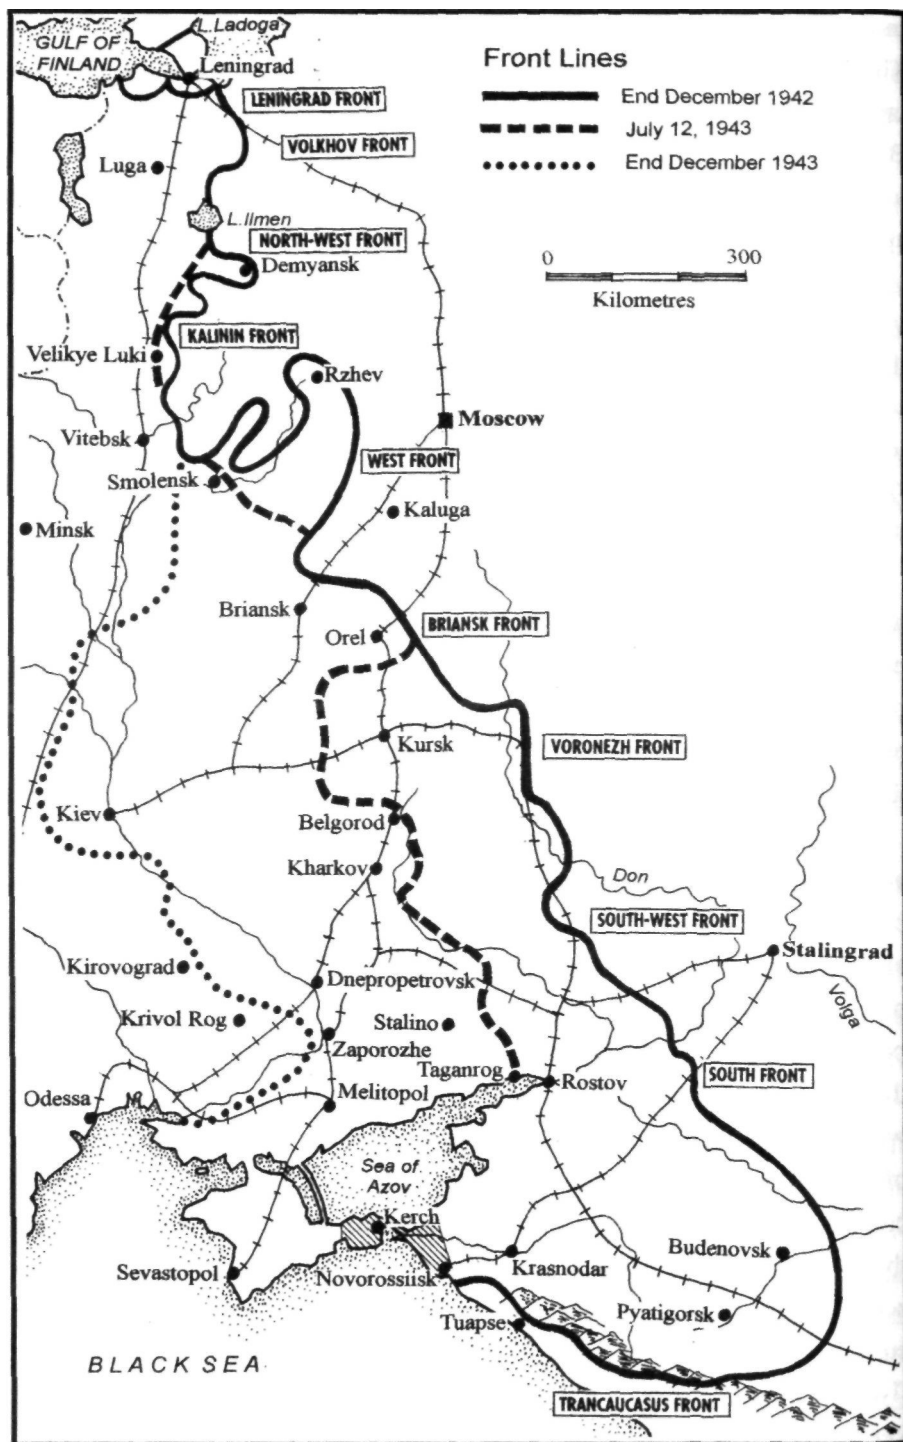 L. Ladoga
GULF OF
FINLAND
Leningrad
LENINGRAD FRONT
VOLKHOV FRONT
Luga
L. Ilmen
NORTH-WEST FRONT
Demyansk
KALININ FRONT
Velikye Luki
Rzhev
Moscow
Vitebsk
WEST FRONT
Smolensk
Kaluga
Minsk
Briansk
BRIANSK FRONT
Orel
Kursk
VORONEZH FRONT
Kiev
Belgorod
Kharkov
Don
SOUTH-WEST FRONT
Stalingrad
Kirovograd
Dnepropetrovsk
Volga
Krivol Rog
Stalino
Zaporozhe
Taganrog
Rostov
SOUTH FRONT
Odessa
Melitopol
Sea of
Azov
Kerch
Budenovsk
Sevastopol
Novorossiisk
Krasnodar
Pyatigorsk
Tuapse
BLACK SEA
TRANCAUCASUS FRONT
Front Lines
End December 1942
July 12, 1943
End December 1943
0 300
Kilometres